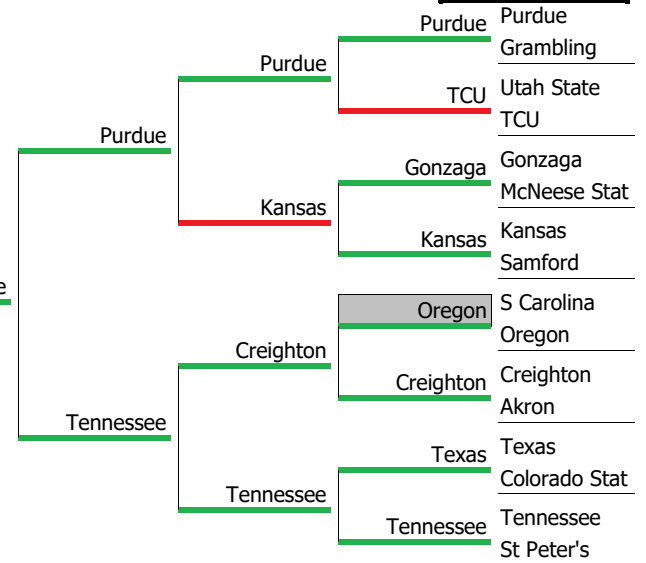 Purdue
Purdue
Grambling
Purdue
TCU
Utah State
TCU
Purdue
Gonzaga
Gonzaga
McNeese Stat
Kansas
Kansas
Kansas
Samford
e
Oregon
S Carolina
Oregon
Creighton
Creighton
Creighton
Akron
Tennessee
Texas
Texas
Colorado Stat
Tennessee
Tennessee
Tennessee
St Peter's